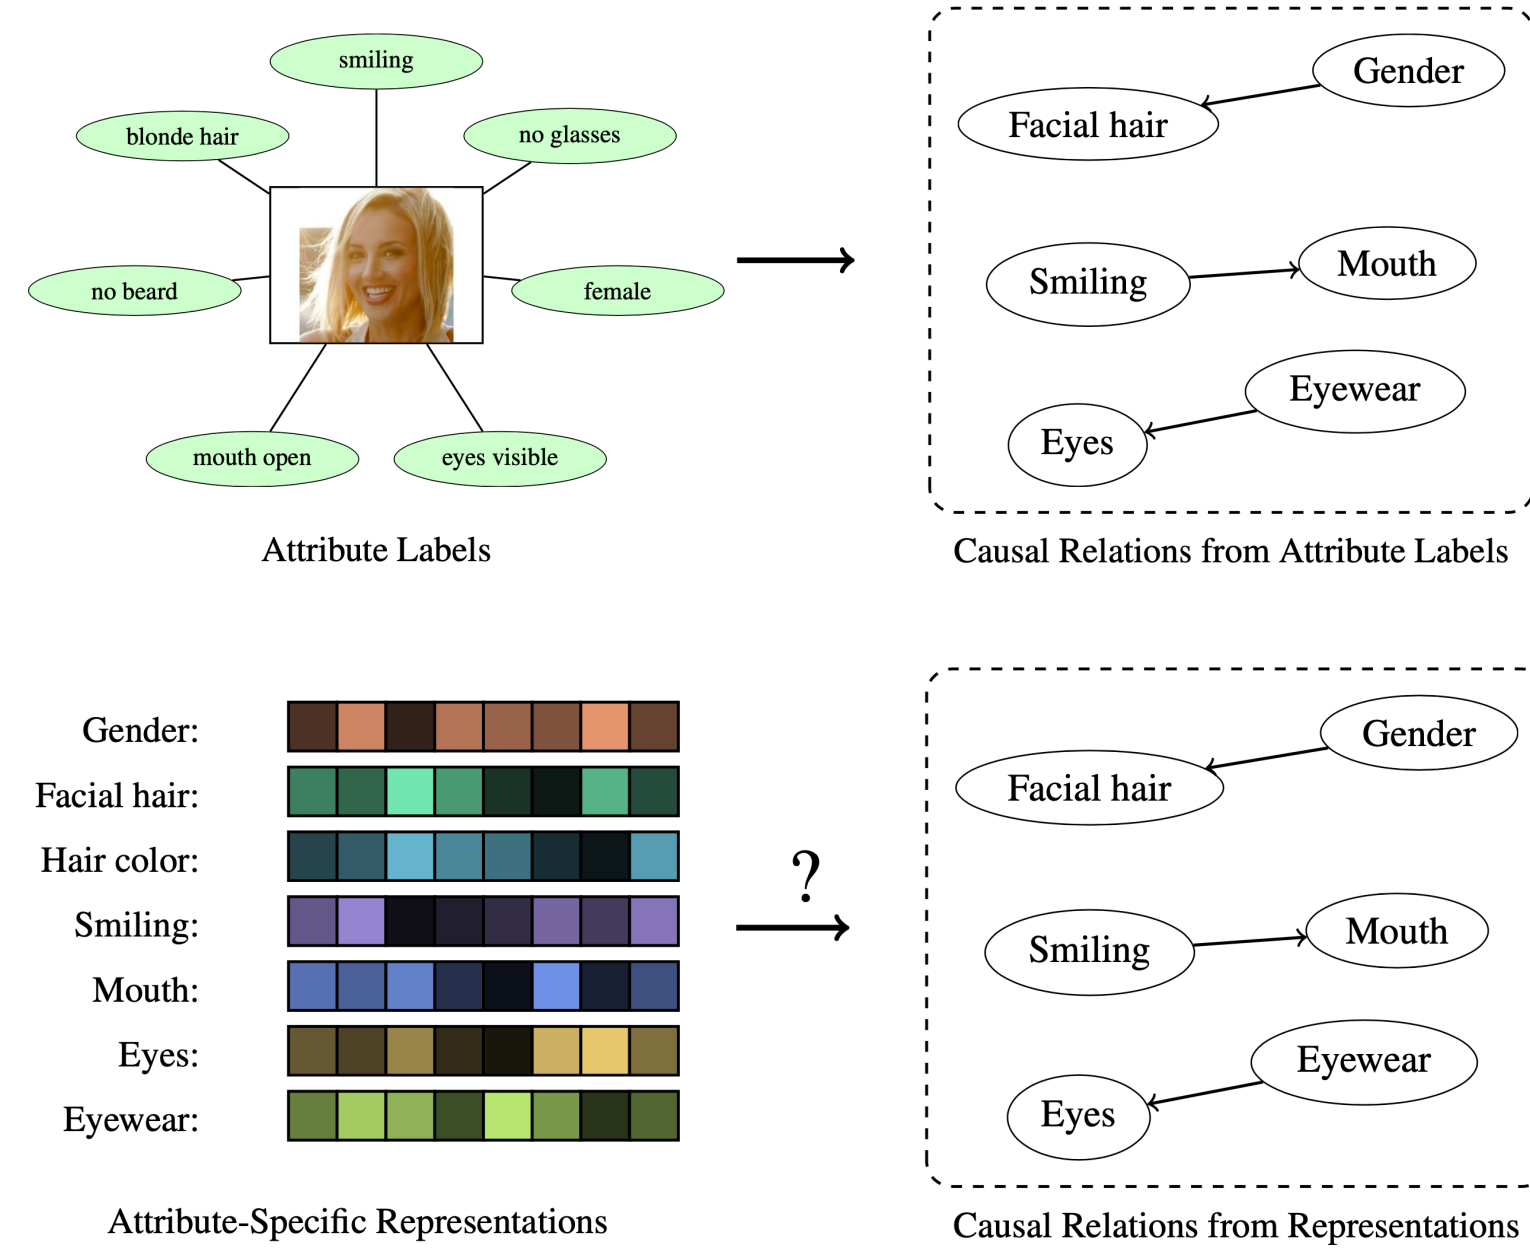 smiling
blonde hair
no glasses
no beard
female
mouth open
eyes visible
Attribute Labels
Gender
Facial hair
Smiling
Mouth
Eyewear
Eyes
Causal Relations from Attribute Labels
Gender:
Facial hair:
Hair color:
Smiling:
Mouth:
Eyes:
Eyewear:
Attribute-Specific Representations
?
Gender
Facial hair
Smiling
Mouth
Eyewear
Eyes
Causal Relations from Representations